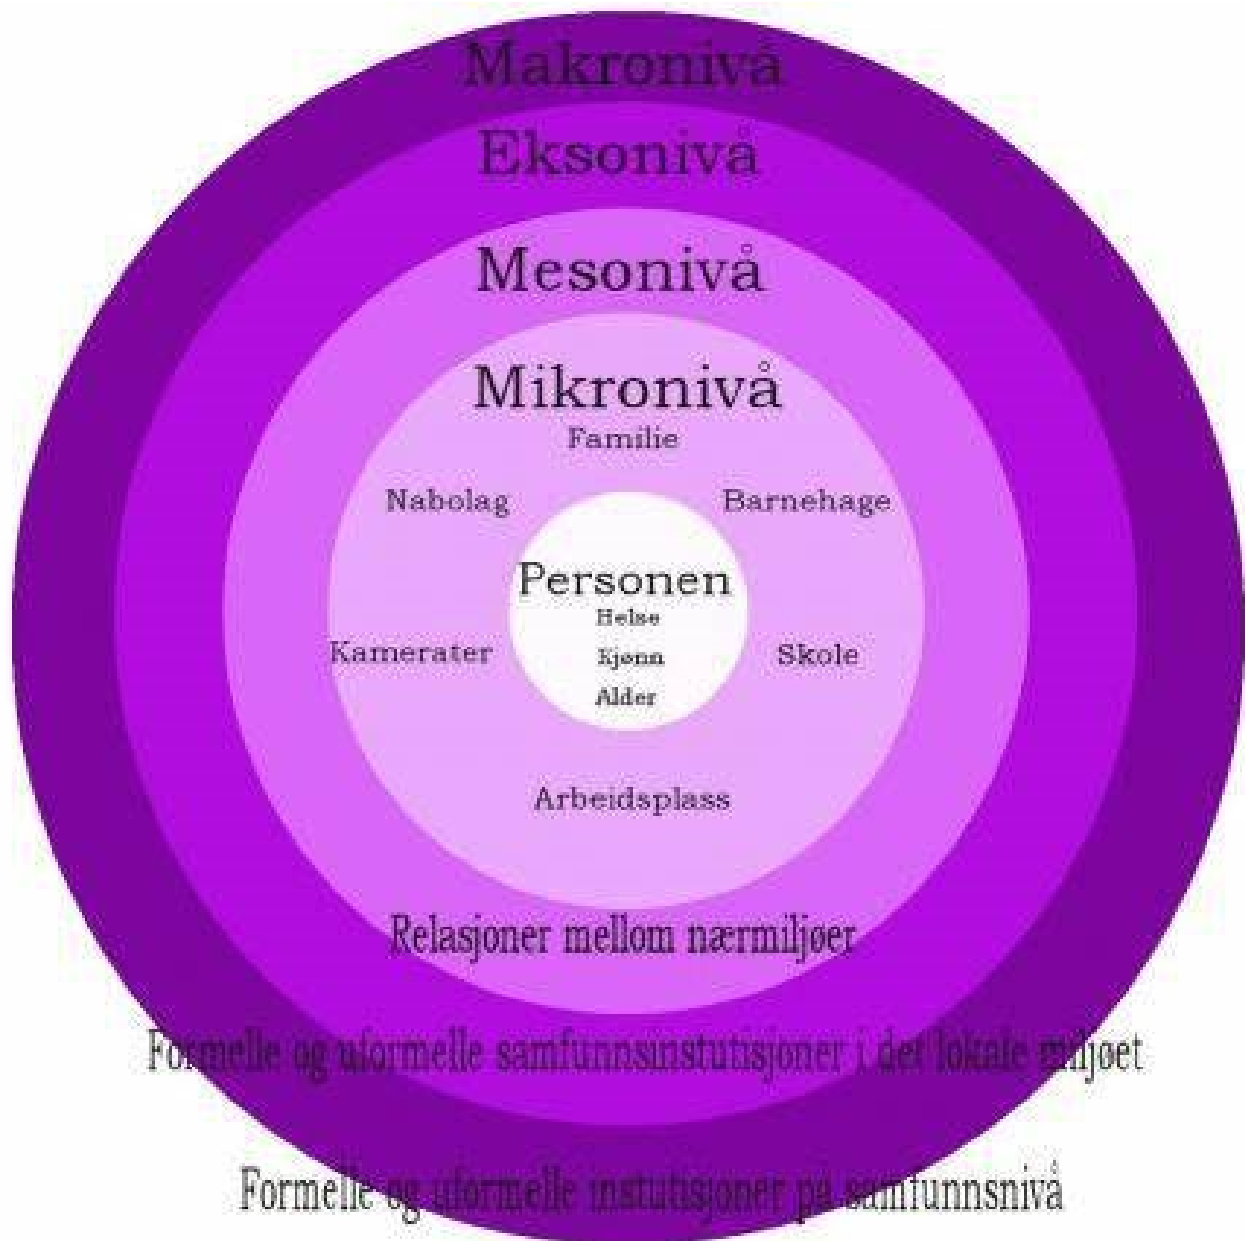 Makronivå
Eksonivå
Mesonivå
Mikronivå
Familie
Nabolag Barnehage
Personen
Helse
Kamerater Kjønn Skole
Alder
Arbeidsplass
Relasjoner mellom nærmiljøer
Formelle og uformelle samfunnsinstutisjoner i det lokale miljøet
Formelle og uformelle instutisjoner på samfunnsnivå